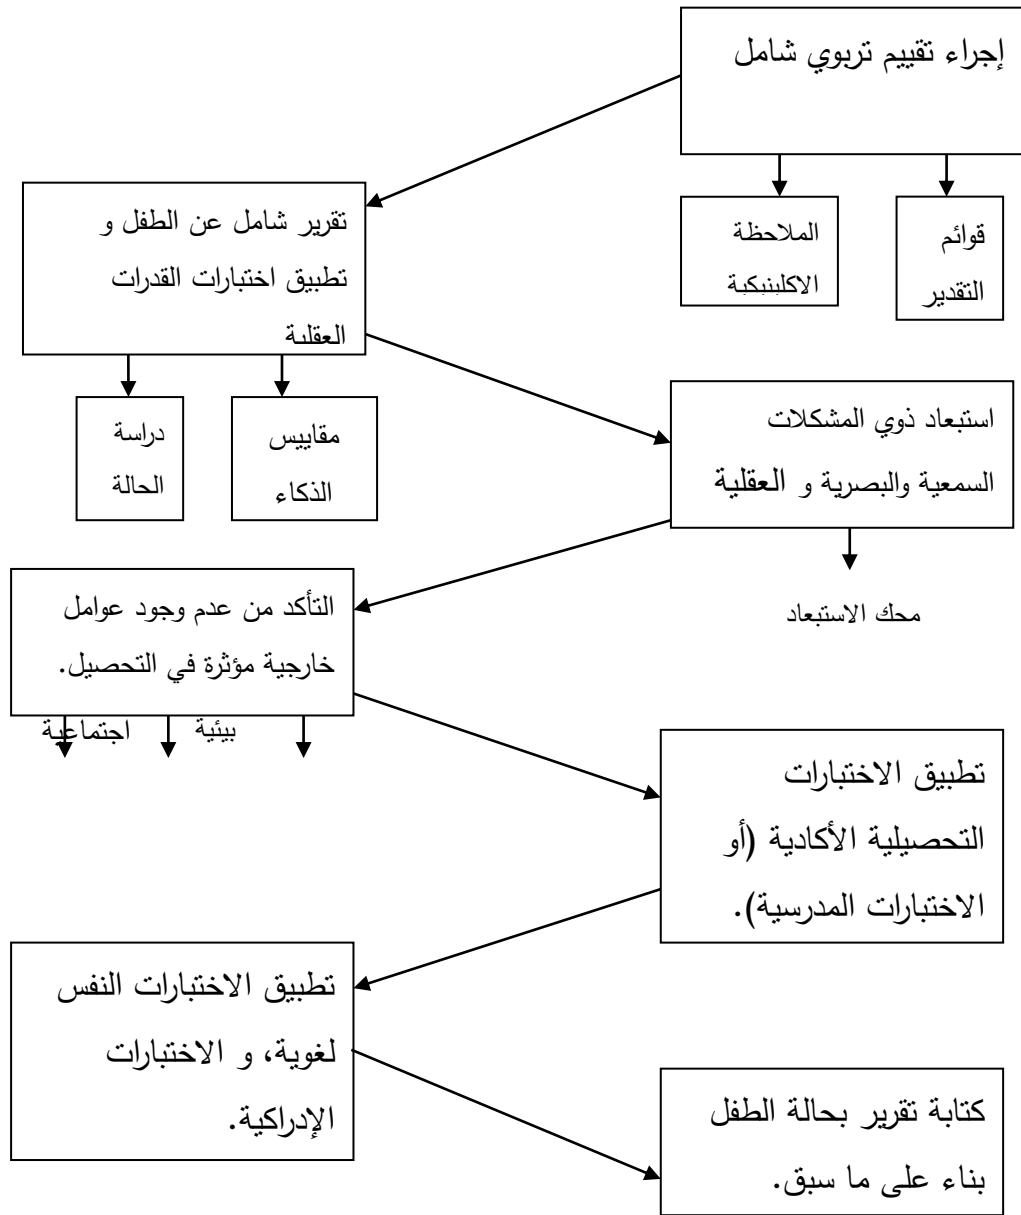 إجراء تقييم تربوي شامل
قوائم
التقدير
الملاحظة
الاكلينيكية
تقرير شامل عن الطفل و
تطبيق اختبارات القدرات
العقلية
مقاييس
الذكاء
دراسة
الحالة
استبعاد ذوي المشكلات
السمعية والبصرية و العقلية
محك الاستبعاد
التأكد من عدم وجود عوامل
خارجية مؤثرة في التحصيل.
بيئية اجتماعية
تطبيق الاختبارات
التحصيلية الأكادية (أو
الاختبارات المدرسية).
تطبيق الاختبارات النفس
لغوية، و الاختبارات
الإدراكية.
كتابة تقرير بحالة الطفل
بناء على ما سبق.